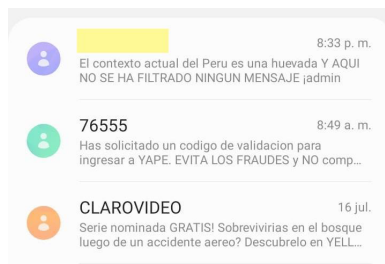 8:33 p. m.
El contexto actual del Peru es una huevada Y AQUI
NO SE HA FILTRADO NINGUN MENSAJE ¡admin
76555
8:49 a. m.
Has solicitado un codigo de validacion para
ingresar a YAPE. EVITA LOS FRAUDES y NO comp...
CLAROVIDEO
16 jul.
Serie nominada GRATIS! Sobrevivirias en el bosque
luego de un accidente aereo? Descubrelo en YELL...